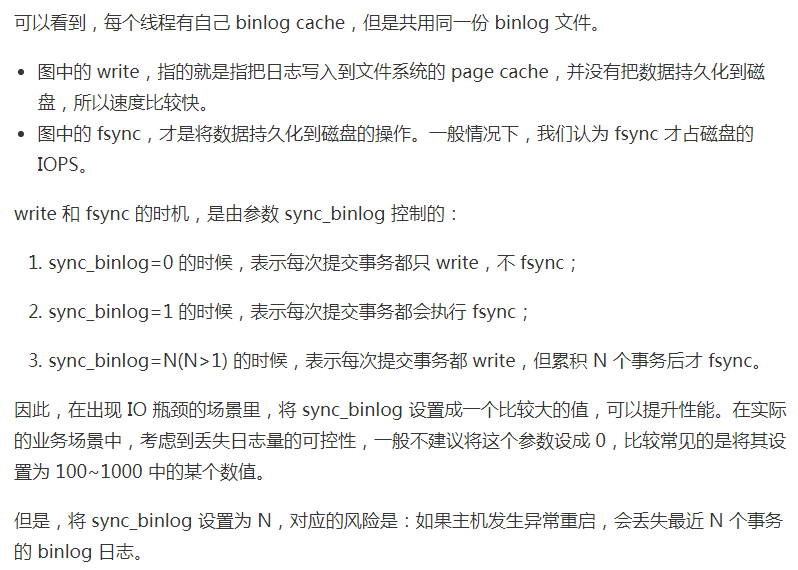 可以看到，每个线程有自己 binlog cache，但是共用同一份 binlog 文件。
• 图中的 write，指的就是指把日志写入到文件系统的 page cache，并没有把数据持久化到磁
盘，所以速度比较快。
• 图中的 fsync，才是将数据持久化到磁盘的操作。一般情况下，我们认为 fsync 才占磁盘的
IOPS。
write 和 fsync 的时机，是由参数 sync_binlog 控制的：
1. sync_binlog=0 的时候，表示每次提交事务都只 write，不 fsync；
2. sync_binlog=1 的时候，表示每次提交事务都会执行 fsync；
3. sync_binlog=N(N>1) 的时候，表示每次提交事务都 write，但累积 N 个事务后才 fsync。
因此，在出现 IO 瓶颈的场景里，将 sync_binlog 设置成一个比较大的值，可以提升性能。在实际
的业务场景中，考虑到丢失日志量的可控性，一般不建议将这个参数设成 0，比较常见的是将其设
置为 100~1000 中的某个数值。
但是，将 sync_binlog 设置为 N，对应的风险是：如果主机发生异常重启，会丢失最近 N 个事务
的 binlog 日志。